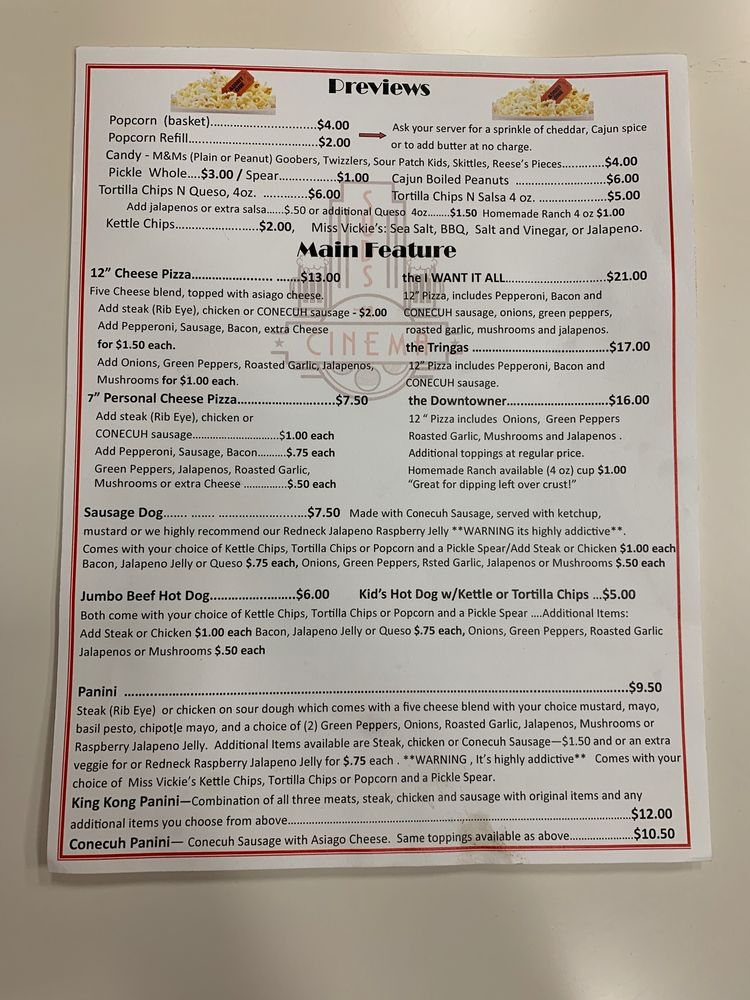 Previews
Popcorn (basket)..............................$4.00
Popcorn Refill.....................................$2.00
Ask your server for a sprinkle of cheddar, Cajun spice
or to add butter at no charge.
Candy - M&Ms (Plain or Peanut) Goobers, Twizzlers, Sour Patch Kids, Skittles, Reese's Pieces............$4.00
Pickle Whole....$3.00 / Spear................$1.00
Cajun Boiled Peanuts .......................$6.00
Tortilla Chips N Queso, 4oz. ..............$6.00
Tortilla Chips N Salsa 4 oz. ...................$5.00
Add jalapenos or extra salsa......$.50 or additional Queso 4oz........$1.50 Homemade Ranch 4 oz $1.00
Kettle Chips.......................$2.00, Miss Vickie's: Sea Salt, BBQ, Salt and Vinegar, or Jalapeno.
SUDS
CINEMA
Main Feature
12" Cheese Pizza...............................$13.00
Five Cheese blend, topped with asiago cheese.
Add steak (Rib Eye), chicken or CONECUH sausage - $2.00
Add Pepperoni, Sausage, Bacon, extra Cheese
for $1.50 each.
Add Onions, Green Peppers, Roasted Garlic, Jalapenos,
Mushrooms for $1.00 each.
7" Personal Cheese Pizza.........................$7.50
Add steak (Rib Eye), chicken or
CONECUH sausage............................$1.00 each
Add Pepperoni, Sausage, Bacon..........$.75 each
Green Peppers, Jalapenos, Roasted Garlic,
Mushrooms or extra Cheese ...............$.50 each
the I WANT IT ALL..........................$21.00
12" Pizza, includes Pepperoni, Bacon and
CONECUH sausage, onions, green peppers,
roasted garlic, mushrooms and jalapenos.
the Tringas ...................................$17.00
12" Pizza includes Pepperoni, Bacon and
CONECUH sausage.
the Downtowner..........................$16.00
12 " Pizza includes Onions, Green Peppers
Roasted Garlic, Mushrooms and Jalapenos .
Additional toppings at regular price.
Homemade Ranch available (4 oz) cup $1.00
"Great for dipping left over crust!"
Sausage Dog....... ....... ........................$7.50 Made with Conecuh Sausage, served with ketchup,
mustard or we highly recommend our Redneck Jalapeno Raspberry Jelly **WARNING its highly addictive**.
Comes with your choice of Kettle Chips, Tortilla Chips or Popcorn and a Pickle Spear/Add Steak or Chicken $1.00 each
Bacon, Jalapeno Jelly or Queso $.75 each, Onions, Green Peppers, Rsted Garlic, Jalapenos or Mushrooms $.50 each
Jumbo Beef Hot Dog........................$6.00 Kid's Hot Dog w/Kettle or Tortilla Chips ...$5.00
Both come with your choice of Kettle Chips, Tortilla Chips or Popcorn and a Pickle Spear ....Additional Items:
Add Steak or Chicken $1.00 each Bacon, Jalapeno Jelly or Queso $.75 each, Onions, Green Peppers, Roasted Garlic
Jalapenos or Mushrooms $.50 each
Panini ..............................................................................................................$9.50
Steak (Rib Eye) or chicken on sour dough which comes with a five cheese blend with your choice mustard, mayo,
basil pesto, chipotle mayo, and a choice of (2) Green Peppers, Onions, Roasted Garlic, Jalapenos, Mushrooms or
Raspberry Jalapeno Jelly. Additional Items available are Steak, chicken or Conecuh Sausage—$1.50 and or an extra
veggie for or Redneck Raspberry Jalapeno Jelly for $.75 each . **WARNING , It's highly addictive** Comes with your
choice of Miss Vickie's Kettle Chips, Tortilla Chips or Popcorn and a Pickle Spear.
King Kong Panini—Combination of all three meats, steak, chicken and sausage with original items and any
additional items you choose from above..........................................................................................$12.00
Conecuh Panini— Conecuh Sausage with Asiago Cheese. Same toppings available as above...................$10.50